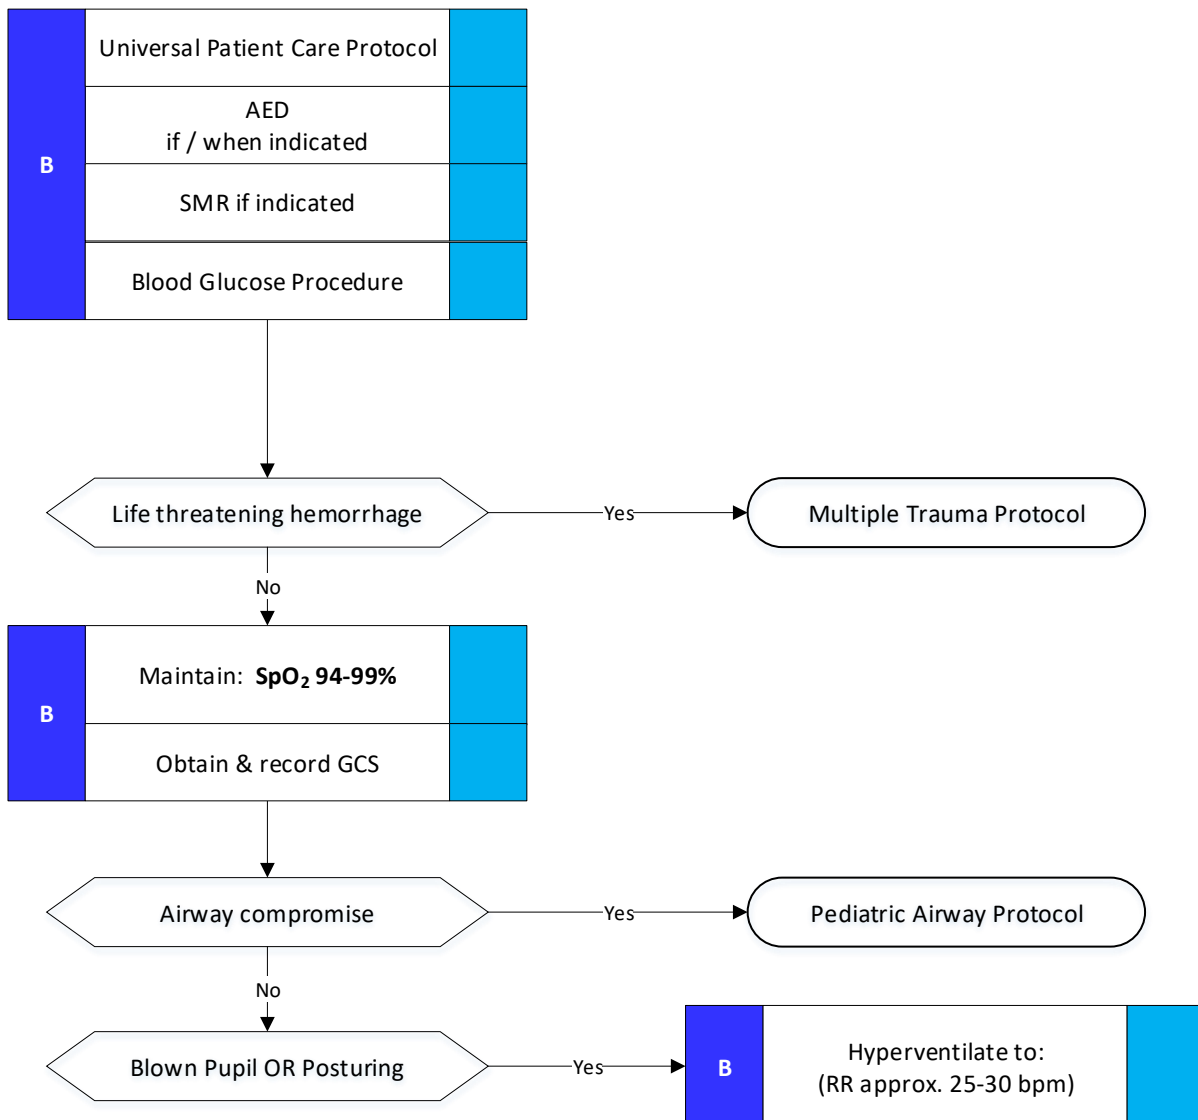 Universal Patient Care Protocol
AED
if / when indicated
B
SMR if indicated
Blood Glucose Procedure
Life threatening hemorrhage
Yes
Multiple Trauma Protocol
No
B
Maintain: SpO₂ 94-99%
Obtain & record GCS
Airway compromise
Yes
Pediatric Airway Protocol
No
Blown Pupil OR Posturing
Yes
B
Hyperventilate to:
(RR approx. 25-30 bpm)